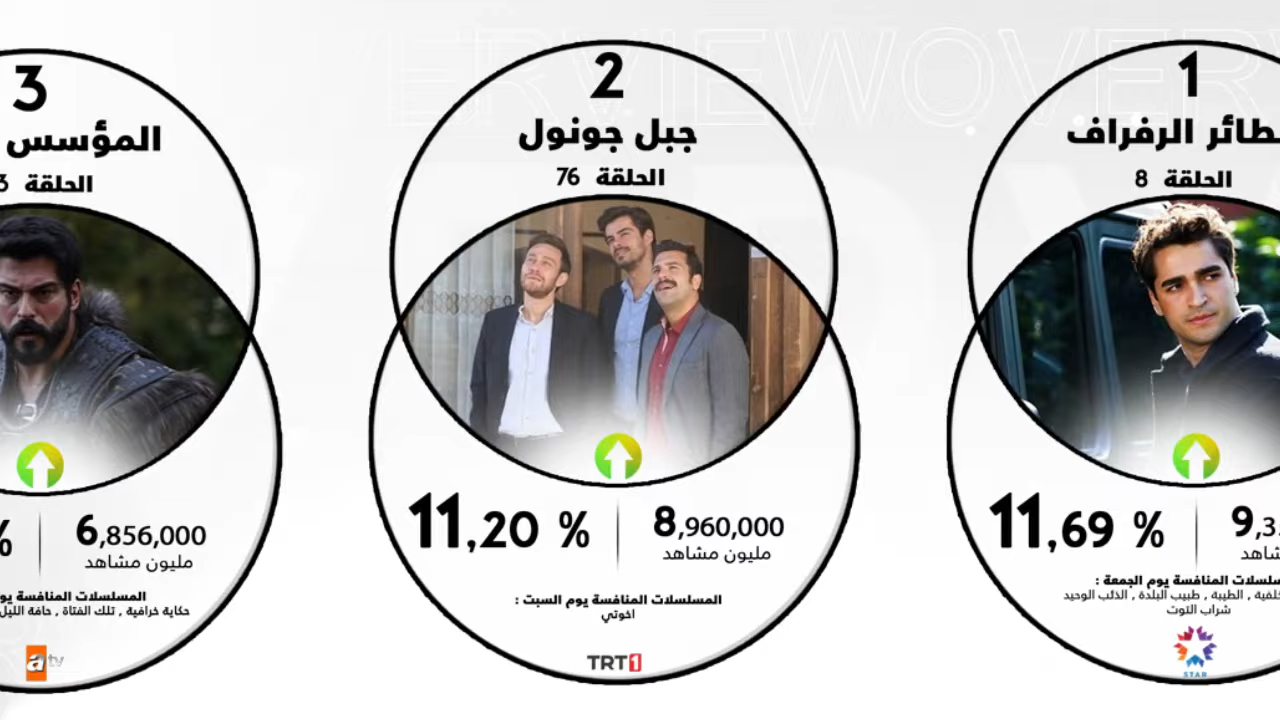 1
طائر الرفراف
الحلقة 8
11,69 %
المسلسلات المنافسة يوم الجمعة :
الطيبة , طبيب البلدة , الذئب الوحيد
شراب التوت
STAR
2
جبل جونول
الحلقة 76
11,20 %
8,960,000
مليون مشاهد
المسلسلات المنافسة يوم السبت :
اخوتي
TRT1
3
المؤسس
الحلقة
%
6,856,000
مليون مشاهد
المسلسلات المنافسة
حكاية خرافية , تلك الفتاة , حافة الليل
atv
OVERVIEWOVER